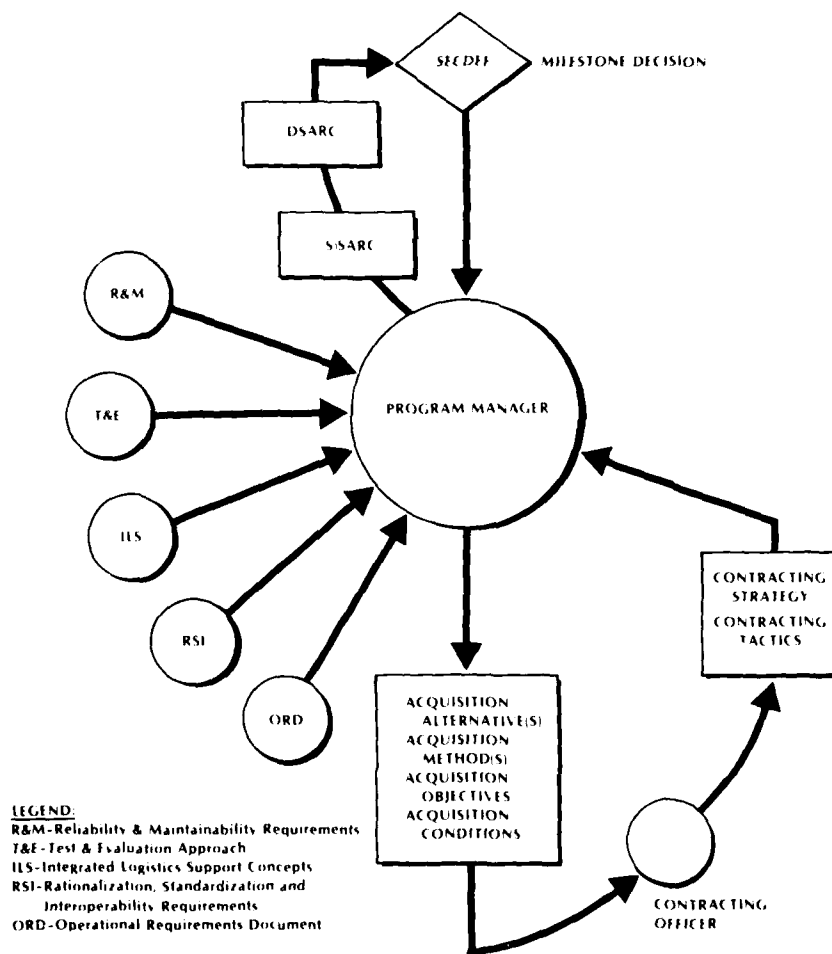 SECDEF
MILESTONE DECISION
DSARC
S)SARC
R&M
PROGRAM MANAGER
T&E
ILS
CONTRACTING
STRATEGY
CONTRACTING
TACTICS
RSI
ORD
ACQUISITION
ALTERNATIVE(S)
ACQUISITION
METHOD(S)
ACQUISITION
OBJECTIVES
ACQUISITION
CONDITIONS
LEGEND:
R&M-Reliability & Maintainability Requirements
T&E-Test & Evaluation Approach
ILS-Integrated Logistics Support Concepts
RSI-Rationalization, Standardization and
Interoperability Requirements
ORD-Operational Requirements Document
CONTRACTING
OFFICER